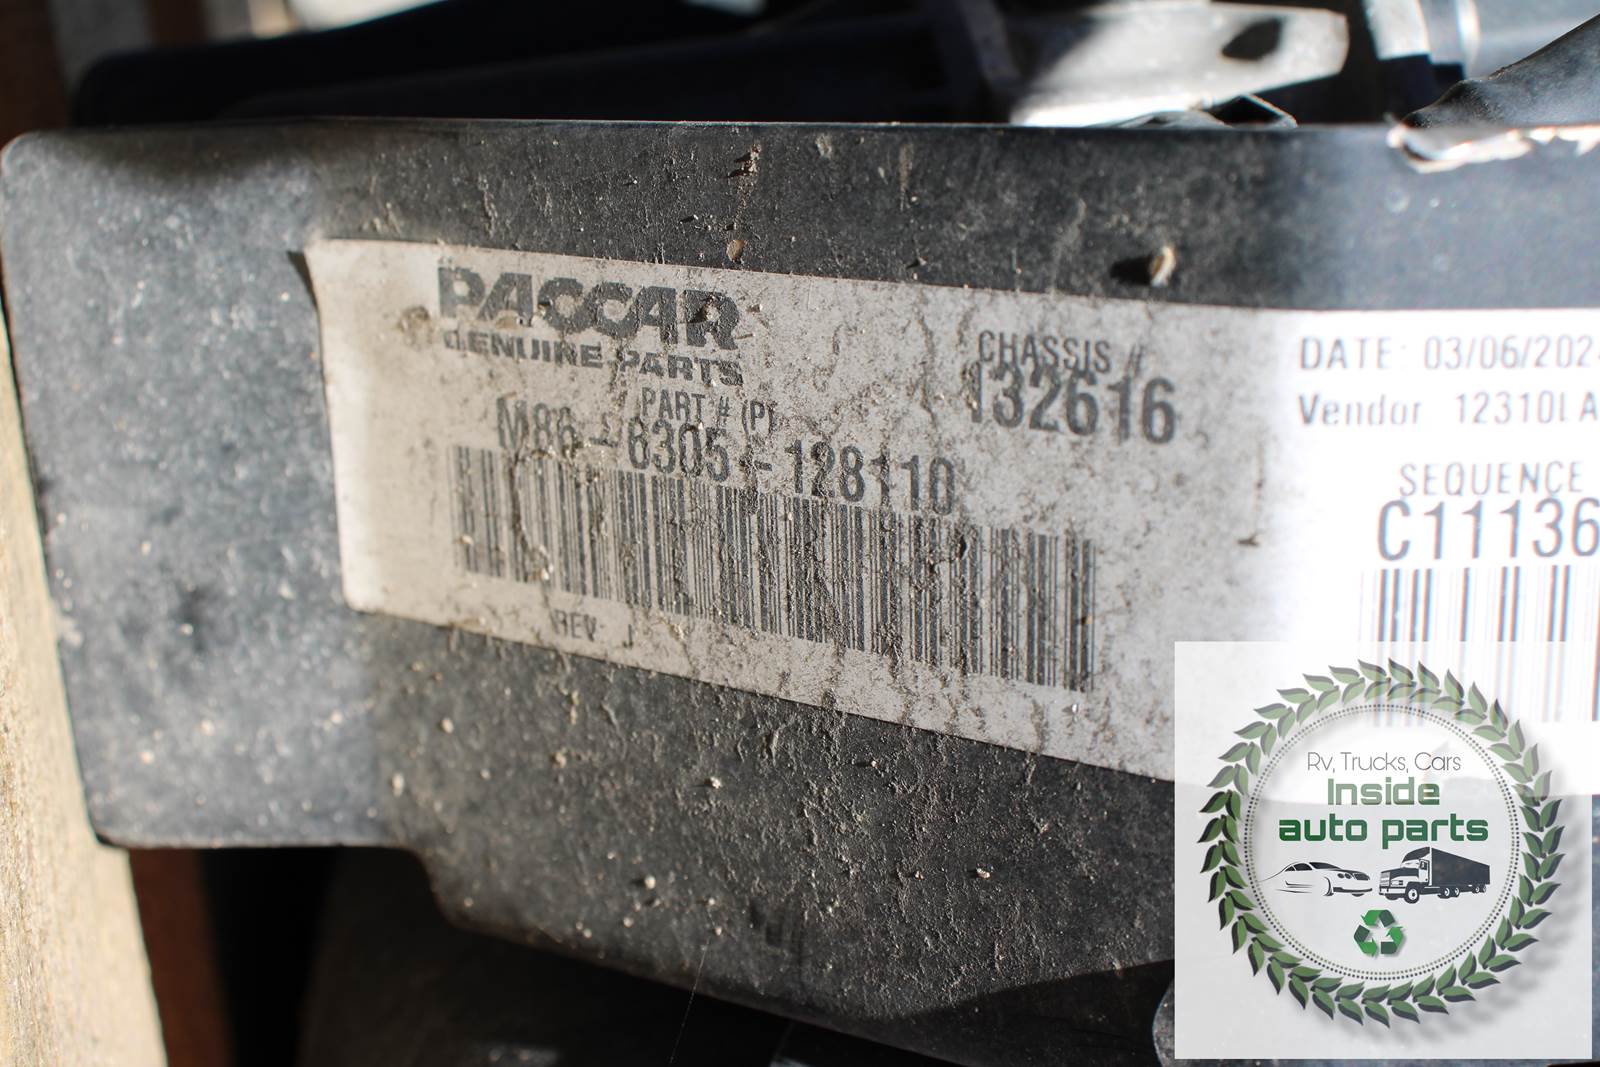 PACCAR
GENUINE PARTS
PART # (P)
M86-6305-128110
REV J
CHASSIS #
132616
DATE: 03/06/202
Vendor 12310LA
SEQUENCE
C11136
Rv, Trucks, Cars
Inside
auto parts